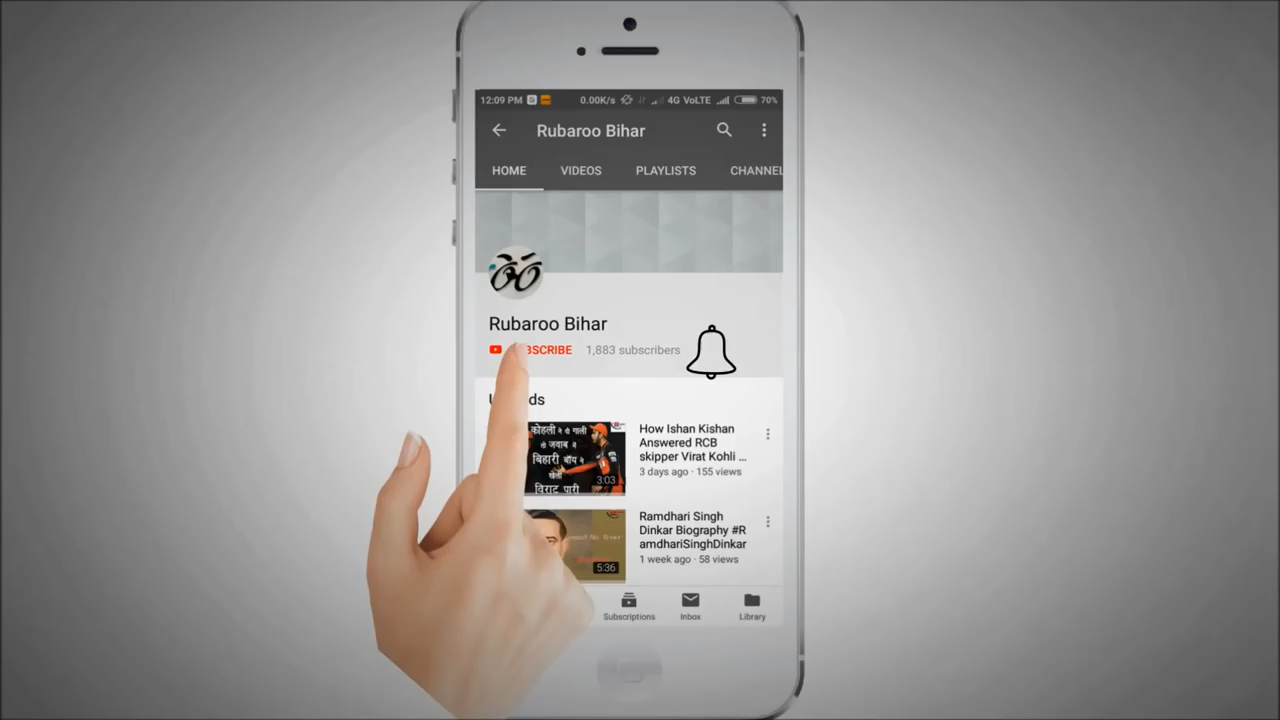 12:09 PM 0.00K/s 4G VoLTE 70%
Rubaroo Bihar
HOME VIDEOS PLAYLISTS CHANNEL
Rubaroo Bihar
1,883 subscribers
How Ishan Kishan
Answered RCB
skipper Virat Kohli ...
3 days ago · 155 views
कोहली ने दी गाली
तो जवाब में
बिहारी बॉय ने
खेली
विराट पारी
3:03
Ramdhari Singh
Dinkar Biography #R
amdhariSinghDinkar
1 week ago · 58 views
5:36
Subscriptions Inbox Library